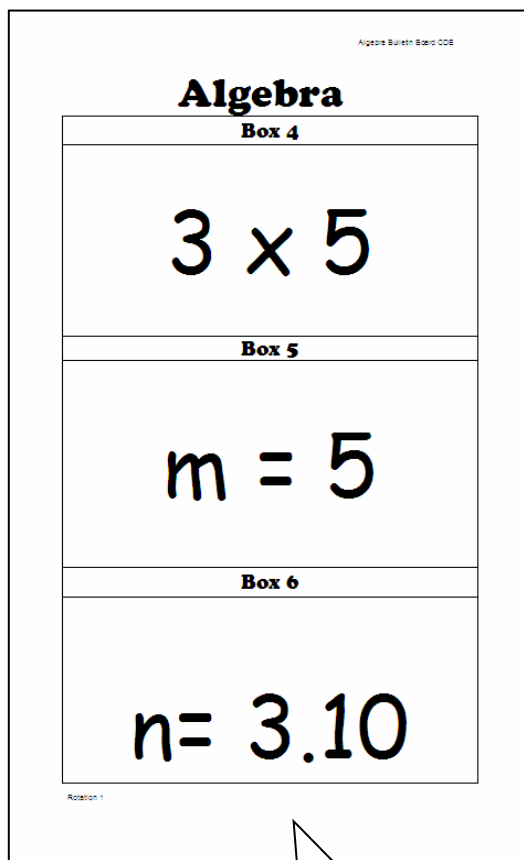 Algebra Bulletin Board CDE
Algebra
Box 4
3 x 5
Box 5
m = 5
Box 6
n= 3.10
Rotation 1